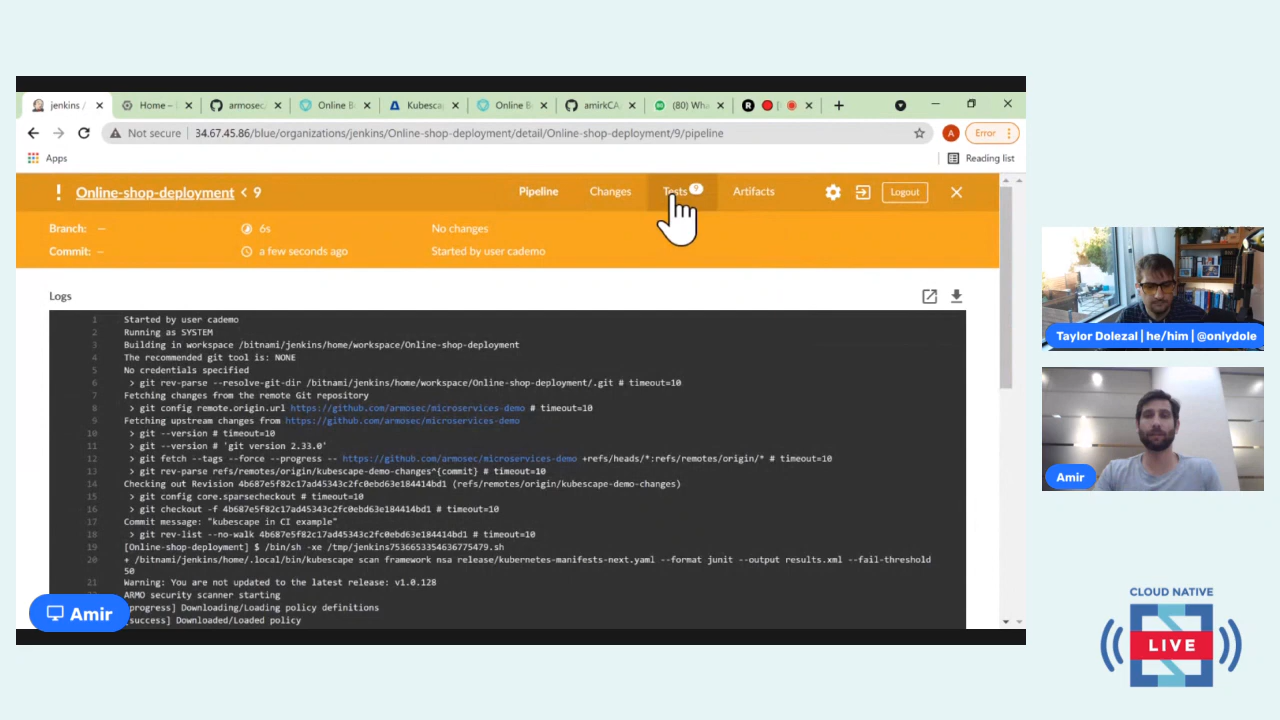 jenkins /
Home –
armosec/
Online B
Kubesca
Online B
amirkCA
(80) Wha
R
Not secure
34.67.45.86/blue/organizations/jenkins/Online-shop-deployment/detail/Online-shop-deployment/9/pipeline
A
Error
Apps
Reading list
Online-shop-deployment < 9
Pipeline
Changes
Tests 9
Artifacts
Logout
Branch: —
6s
No changes
Commit: —
a few seconds ago
Started by user cademo
Logs
1 Started by user cademo
2 Running as SYSTEM
3 Building in workspace /bitnami/jenkins/home/workspace/Online-shop-deployment
4 The recommended git tool is: NONE
5 No credentials specified
6 > git rev-parse --resolve-git-dir /bitnami/jenkins/home/workspace/Online-shop-deployment/.git # timeout=10
7 Fetching changes from the remote Git repository
8 > git config remote.origin.url https://github.com/armosec/microservices-demo # timeout=10
9 Fetching upstream changes from https://github.com/armosec/microservices-demo
10 > git --version # timeout=10
11 > git --version # 'git version 2.33.0'
12 > git fetch --tags --force --progress -- https://github.com/armosec/microservices-demo +refs/heads/*:refs/remotes/origin/* # timeout=10
13 > git rev-parse refs/remotes/origin/kubescape-demo-changes^{commit} # timeout=10
14 Checking out Revision 4b687e5f82c17ad45343c2fc0ebd63e184414bd1 (refs/remotes/origin/kubescape-demo-changes)
15 > git config core.sparsecheckout # timeout=10
16 > git checkout -f 4b687e5f82c17ad45343c2fc0ebd63e184414bd1 # timeout=10
17 Commit message: "kubescape in CI example"
18 > git rev-list --no-walk 4b687e5f82c17ad45343c2fc0ebd63e184414bd1 # timeout=10
19 [Online-shop-deployment] $ /bin/sh -xe /tmp/jenkins7536653354636775479.sh
20 + /bitnami/jenkins/home/.local/bin/kubescape scan framework nsa release/kubernetes-manifests-next.yaml --format junit --output results.xml --fail-threshold
50
21 Warning: You are not updated to the latest release: v1.0.128
ARMO security scanner starting
progress] Downloading/Loading policy definitions
[success] Downloaded/Loaded policy
Amir
Taylor Dolezal | he/him | @onlydole
Amir
CLOUD NATIVE
LIVE